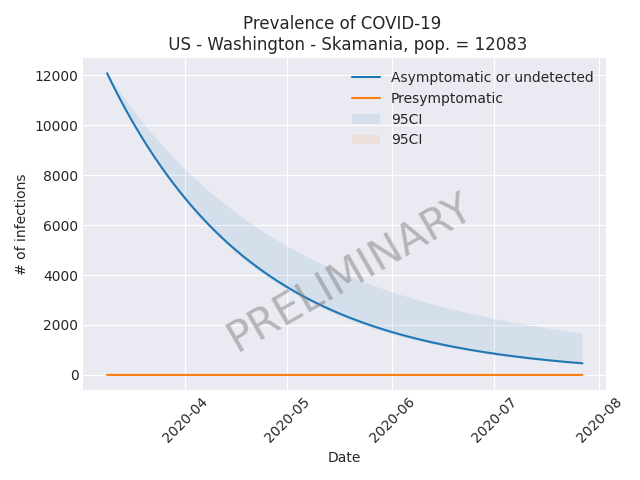 Prevalence of COVID-19
US - Washington - Skamania, pop. = 12083
Asymptomatic or undetected
Presymptomatic
95CI
95CI
# of infections
12000
10000
8000
6000
4000
2000
0
PRELIMINARY
2020-04
2020-05
2020-06
2020-07
2020-08
Date